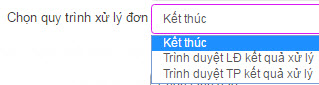 Chọn quy trình xử lý đơn Kết thúc
Kết thúc
Trình duyệt LĐ kết quả xử lý
Trình duyệt TP kết quả xử lý